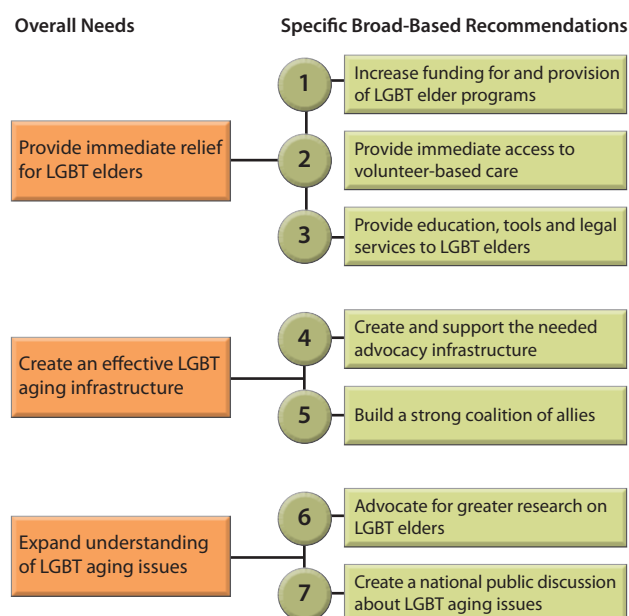 Overall Needs
Specific Broad-Based Recommendations
Provide immediate relief
for LGBT elders
1
Increase funding for and provision
of LGBT elder programs
2
Provide immediate access to
volunteer-based care
3
Provide education, tools and legal
services to LGBT elders
Create an effective LGBT
aging infrastructure
4
Create and support the needed
advocacy infrastructure
5
Build a strong coalition of allies
Expand understanding
of LGBT aging issues
6
Advocate for greater research on
LGBT elders
7
Create a national public discussion
about LGBT aging issues